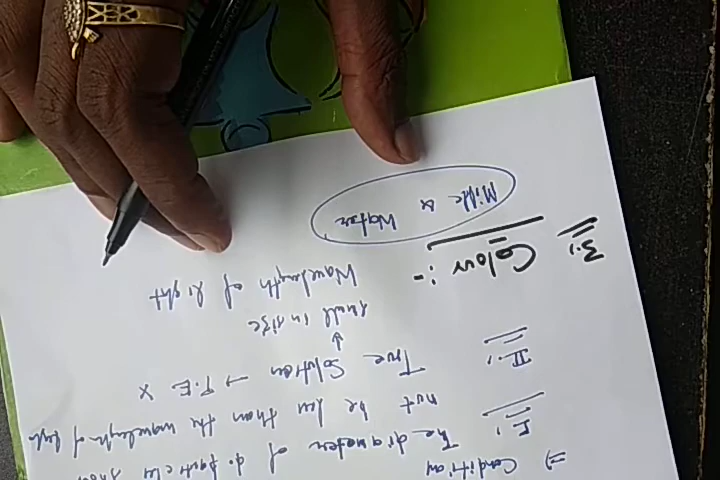 =) Condition
I.) The diameter of d. particles shou
not be less than the wavelength of light
II.) True Solution → T.E X
↓
small in size
Wavelength of light
3.) Colour :-
Milk & Water